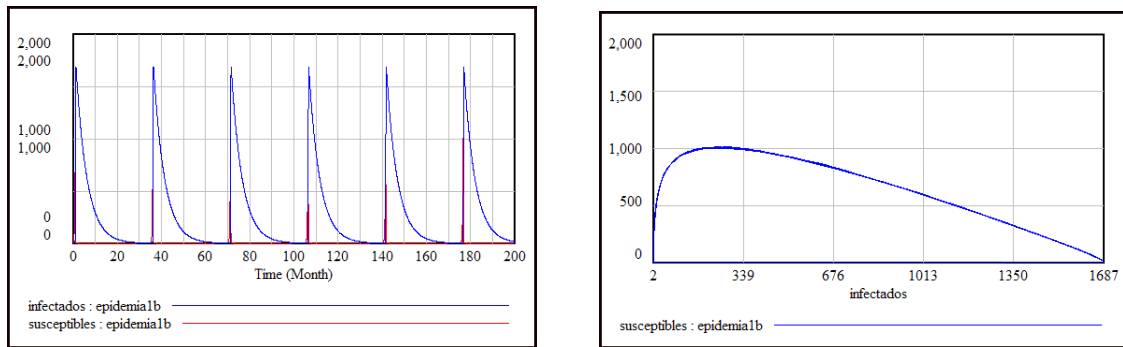 2,000
2,000
1,000
1,000
0
0
0 20 40 60 80 100 120 140 160 180 200
Time (Month)
infectados : epidemia1b
susceptibles : epidemia1b
2,000
1,500
1,000
500
0
2 339 676 1013 1350 1687
infectados
susceptibles : epidemia1b